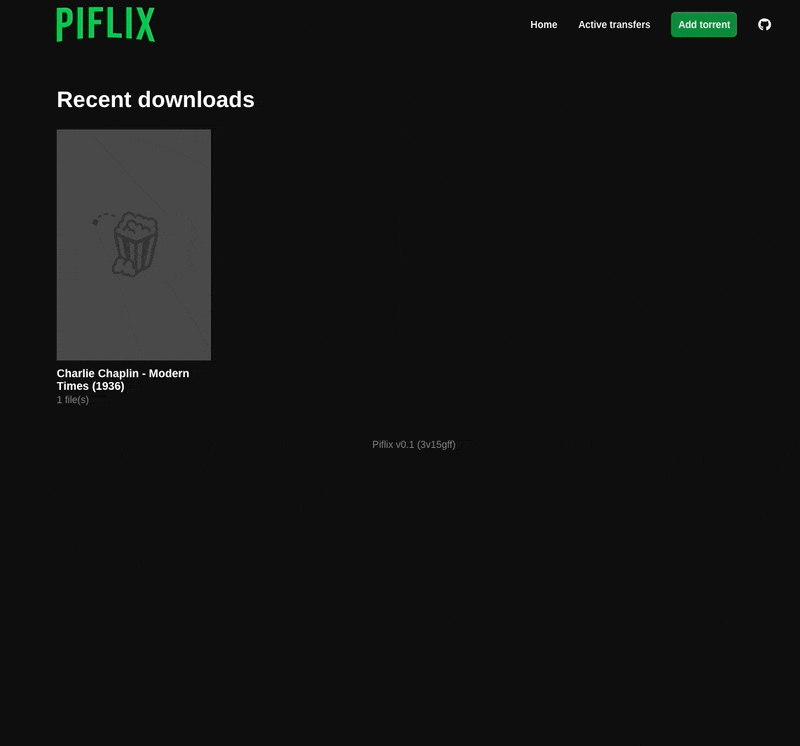 PIFLIX
Home
Active transfers
Add torrent
Recent downloads
Charlie Chaplin - Modern
Times (1936)
1 file(s)
Piflix v0.1 (3v15gff)